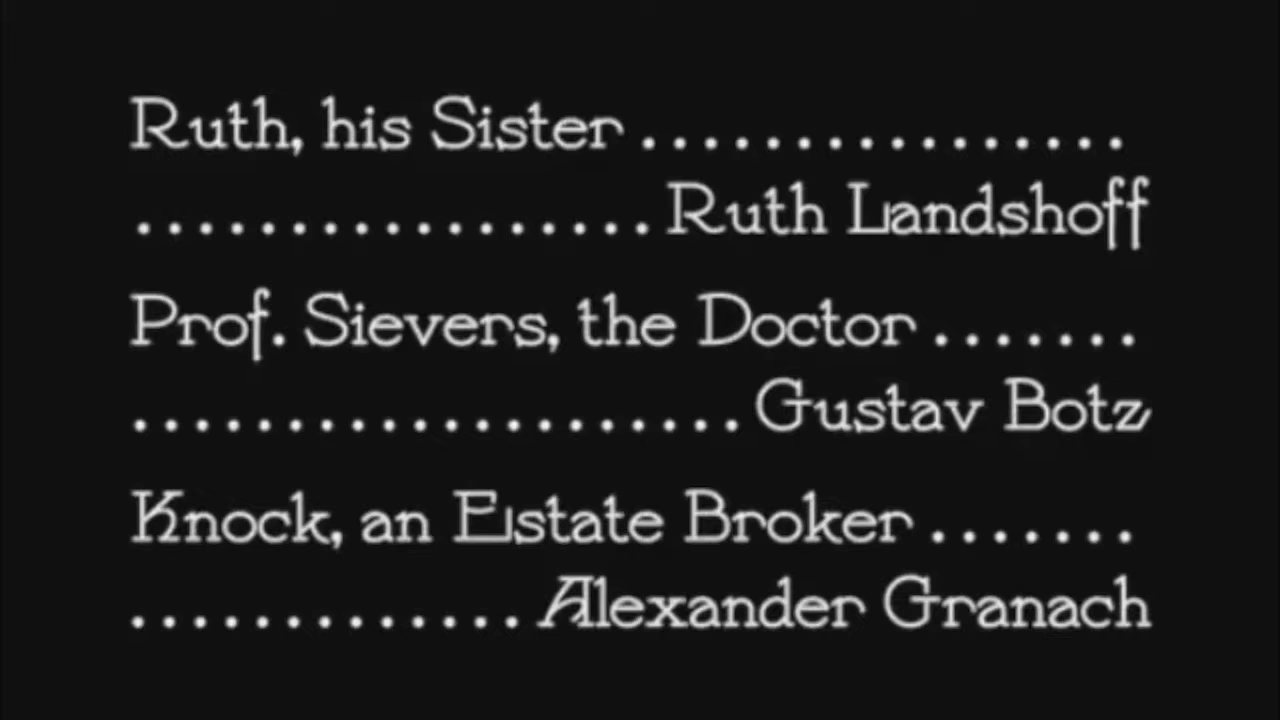 Ruth, his Sister ................
................. Ruth Landshoff
Prof. Sievers, the Doctor .......
.................... Gustav Botz
Knock, an Estate Broker .......
............. Alexander Granach